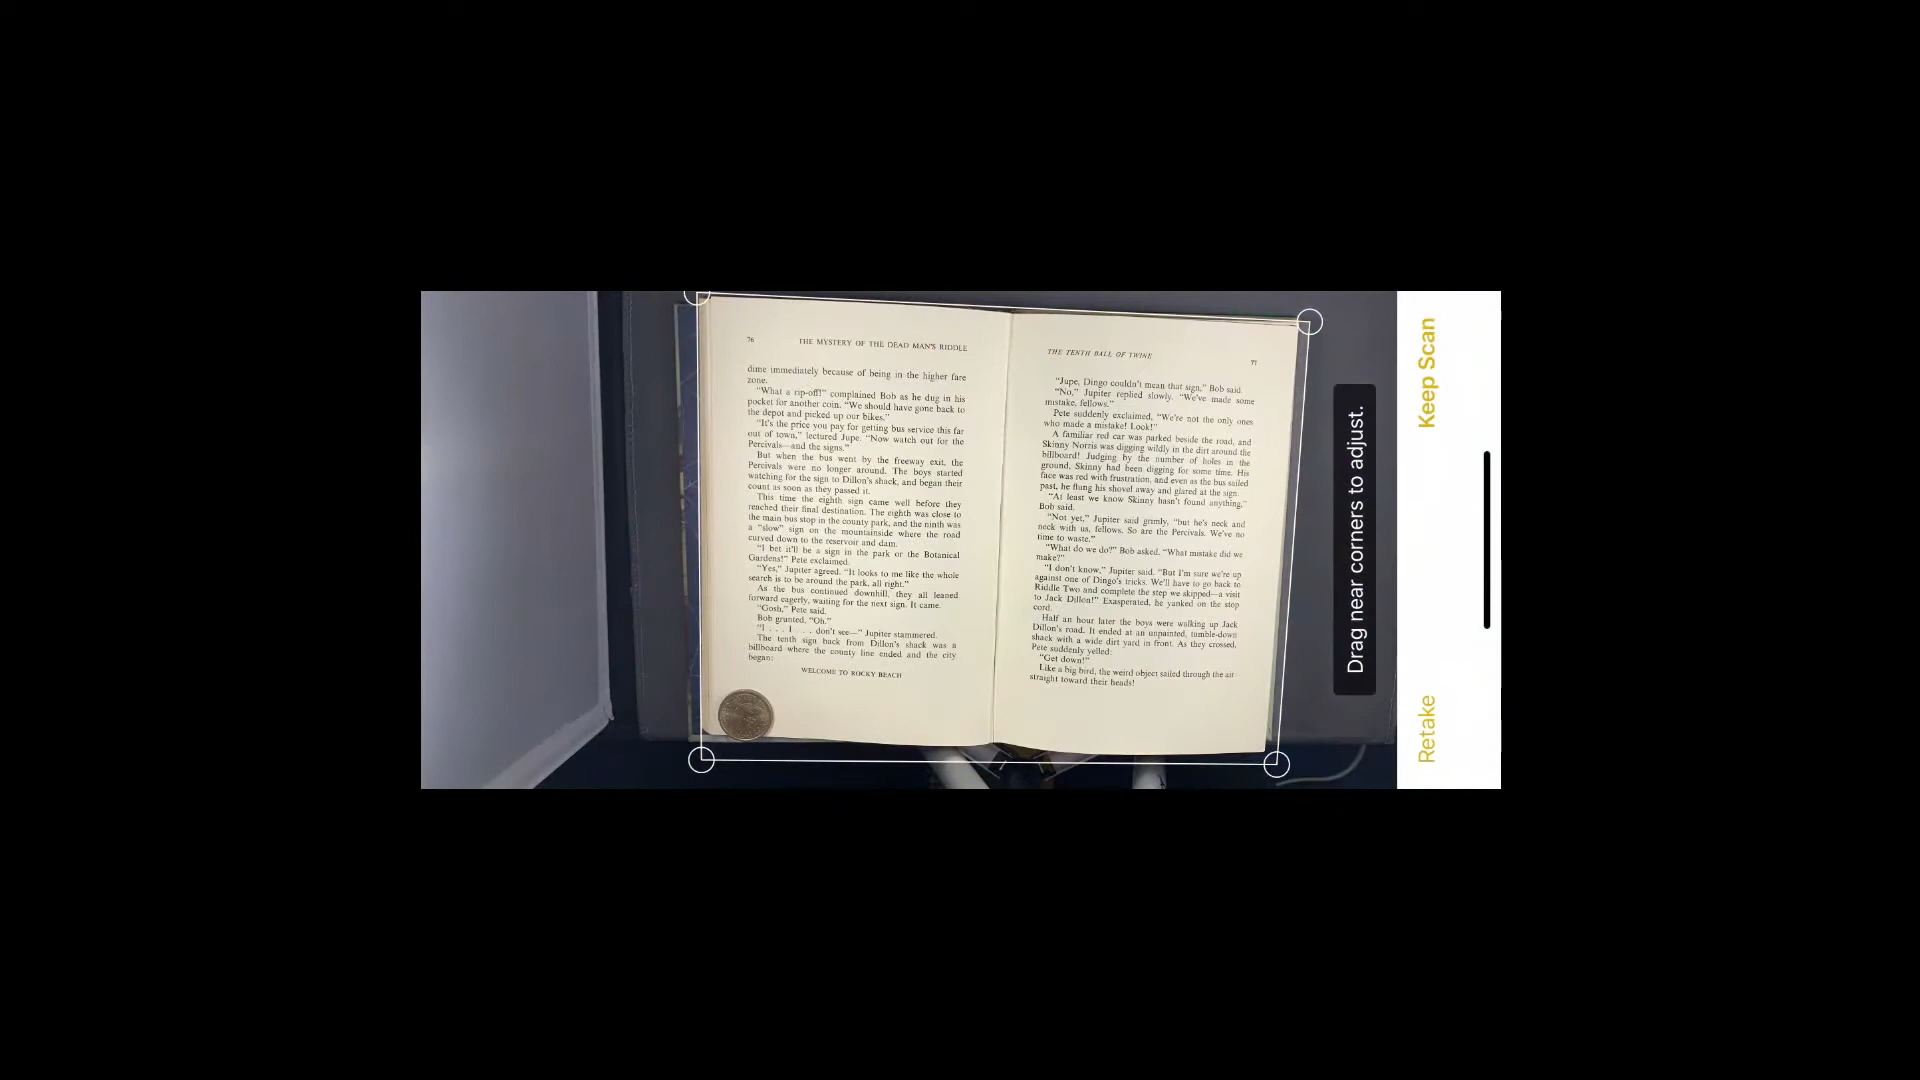 76
THE MYSTERY OF THE DEAD MAN'S RIDDLE
dime immediately because of being in the higher fare
zone.
“What a rip-off!” complained Bob as he dug in his
pocket for another coin. “We should have gone back to
the depot and picked up our bikes.”
“It's the price you pay for getting bus service this far
out of town,” lectured Jupe. “Now watch out for the
Percivals—and the signs.”
But when the bus went by the freeway exit, the
Percivals were no longer around. The boys started
watching for the sign to Dillon's shack, and began their
count as soon as they passed it.
This time the eighth sign came well before they
reached their final destination. The eighth was close to
the main bus stop in the county park, and the ninth was
a “slow” sign on the mountainside where the road
curved down to the reservoir and dam.
“I bet it'll be a sign in the park or the Botanical
Gardens!” Pete exclaimed.
“Yes,” Jupiter agreed. “It looks to me like the whole
search is to be around the park, all right.”
As the bus continued downhill, they all leaned
forward eagerly, waiting for the next sign. It came.
“Gosh,” Pete said.
Bob grunted, “Oh.”
“I . . . I . . . don't see—” Jupiter stammered.
The tenth sign back from Dillon's shack was a
billboard where the county line ended and the city
began:
WELCOME TO ROCKY BEACH
THE TENTH BALL OF TWINE
77
“Jupe, Dingo couldn't mean that sign,” Bob said.
“No,” Jupiter replied slowly. “We've made some
mistake, fellows.”
Pete suddenly exclaimed, “We're not the only ones
who made a mistake! Look!”
A familiar red car was parked beside the road, and
Skinny Norris was digging wildly in the dirt around the
billboard! Judging by the number of holes in the
ground, Skinny had been digging for some time. His
face was red with frustration, and even as the bus sailed
past, he flung his shovel away and glared at the sign.
“At least we know Skinny hasn't found anything,”
Bob said.
“Not yet,” Jupiter said grimly, “but he's neck and
neck with us, fellows. So are the Percivals. We've no
time to waste.”
“What do we do?” Bob asked. “What mistake did we
make?”
“I don't know,” Jupiter said. “But I'm sure we're up
against one of Dingo's tricks. We'll have to go back to
Riddle Two and complete the step we skipped—a visit
to Jack Dillon!” Exasperated, he yanked on the stop
cord.
Half an hour later the boys were walking up Jack
Dillon's road. It ended at an unpainted, tumble-down
shack with a wide dirt yard in front. As they crossed,
Pete suddenly yelled:
“Get down!”
Like a big bird, the weird object sailed through the air
straight toward their heads!
Drag near corners to adjust.
Keep Scan
Retake